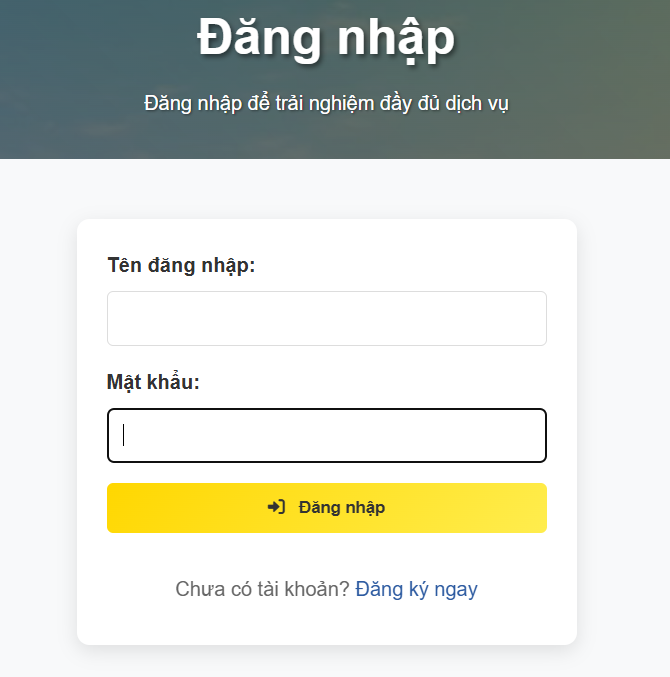 Đăng nhập
Đăng nhập để trải nghiệm đầy đủ dịch vụ
Tên đăng nhập:
Mật khẩu:
Đăng nhập
Chưa có tài khoản? Đăng ký ngay